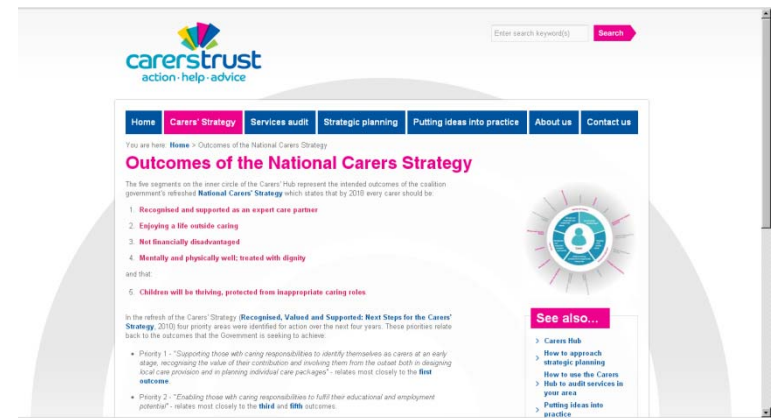 Enter search keyword(s)
Search
carerstrust
action·help·advice
Home
Carers' Strategy
Services audit
Strategic planning
Putting ideas into practice
About us
Contact us
You are here: Home > Outcomes of the National Carers Strategy
Outcomes of the National Carers Strategy
The five segments on the inner circle of the Carers' Hub represent the intended outcomes of the coalition
government's refreshed National Carers' Strategy which states that by 2018 every carer should be:
1. Recognised and supported as an expert care partner
2. Enjoying a life outside caring
3. Not financially disadvantaged
4. Mentally and physically well; treated with dignity
and that
5. Children will be thriving, protected from inappropriate caring roles.
In the refresh of the Carers' Strategy (Recognised, Valued and Supported: Next Steps for the Carers'
Strategy, 2010) four priority areas were identified for action over the next four years. These priorities relate
back to the outcomes that the Government is seeking to achieve.
• Priority 1 - "Supporting those with caring responsibilities to identify themselves as carers at an early
stage, recognising the value of their contribution and involving them from the outset both in designing
local care provision and in planning individual care packages" - relates most closely to the first
outcome.
• Priority 2 - "Enabling those with caring responsibilities to fulfil their educational and employment
potential" - relates most closely to the third and fifth outcomes.
See also...
> Carers Hub
> How to approach
strategic planning
> How to use the Carers
Hub to audit services in
your area
> Putting ideas into
practice